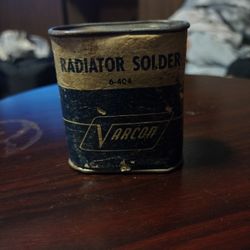 RADIATOR SOLDER
6-404
VARCON